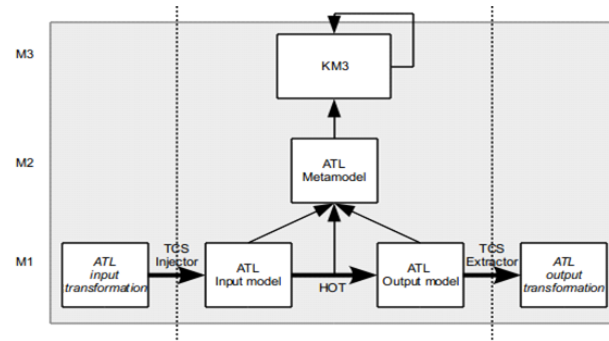 M3
KM3
M2
ATL
Metamodel
M1
ATL
input
transformation
TCS
Injector
ATL
Input model
HOT
ATL
Output model
TCS
Extractor
ATL
output
transformation